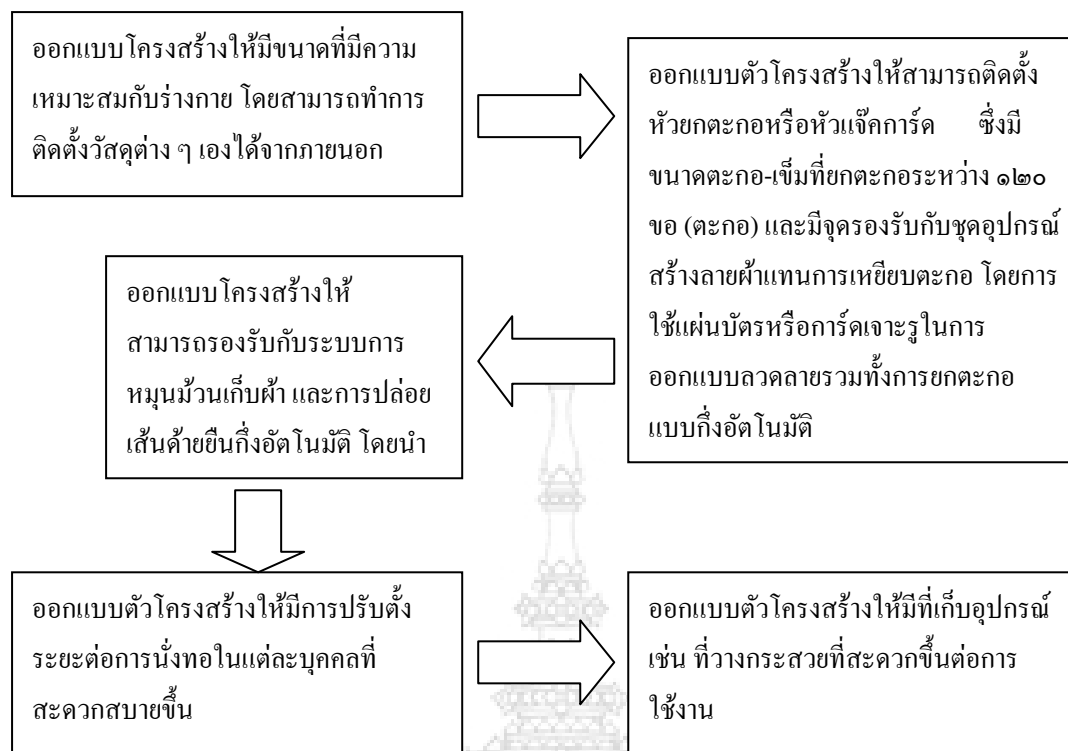 ออกแบบโครงสร้างให้มีขนาดที่มีความ
เหมาะสมกับร่างกาย โดยสามารถทำการ
ติดตั้งวัสดุต่าง ๆ เองได้จากภายนอก
ออกแบบตัวโครงสร้างให้สามารถติดตั้ง
หัวยกตะกอหรือหัวแจ๊คการ์ด ซึ่งมี
ขนาดตะกอ-เข็มที่ยกตะกอระหว่าง ๑๒๐
ขอ (ตะกอ) และมีจุดรองรับกับชุดอุปกรณ์
สร้างลายผ้าแทนการเหยียบตะกอ โดยการ
ใช้แผ่นบัตรหรือการ์ดเจาะรูในการ
ออกแบบลวดลายรวมทั้งการยกตะกอ
แบบกึ่งอัตโนมัติ
ออกแบบโครงสร้างให้
สามารถรองรับกับระบบการ
หมุนม้วนเก็บผ้า และการปล่อย
เส้นด้ายยืนกึ่งอัตโนมัติ โดยนำ
ออกแบบตัวโครงสร้างให้มีการปรับตั้ง
ระยะต่อการนั่งทอในแต่ละบุคคลที่
สะดวกสบายขึ้น
ออกแบบตัวโครงสร้างให้มีที่เก็บอุปกรณ์
เช่น ที่วางกระสวยที่สะดวกขึ้นต่อการ
ใช้งาน